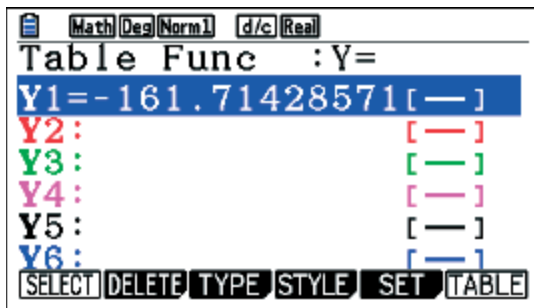 Math Deg Norm1 d/c Real
Table Func :Y=
Y1=-161.71428571[—]
Y2: [—]
Y3: [—]
Y4: [—]
Y5: [—]
Y6: [—]
SELECT DELETE TYPE STYLE SET TABLE